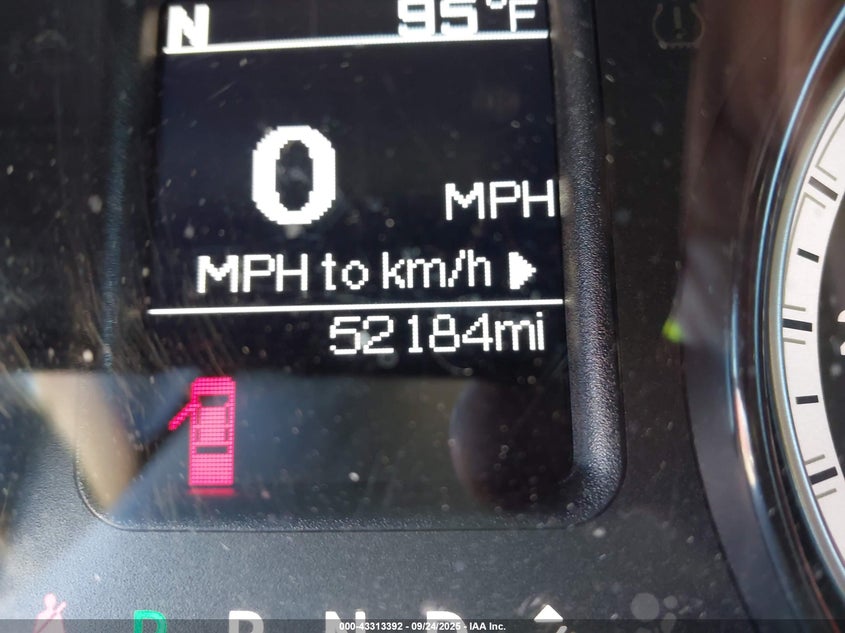 N 95°F
0 MPH
MPH to km/h
52184mi
P R N D
000-43313392 - 09/24/2025 - IAA Inc.